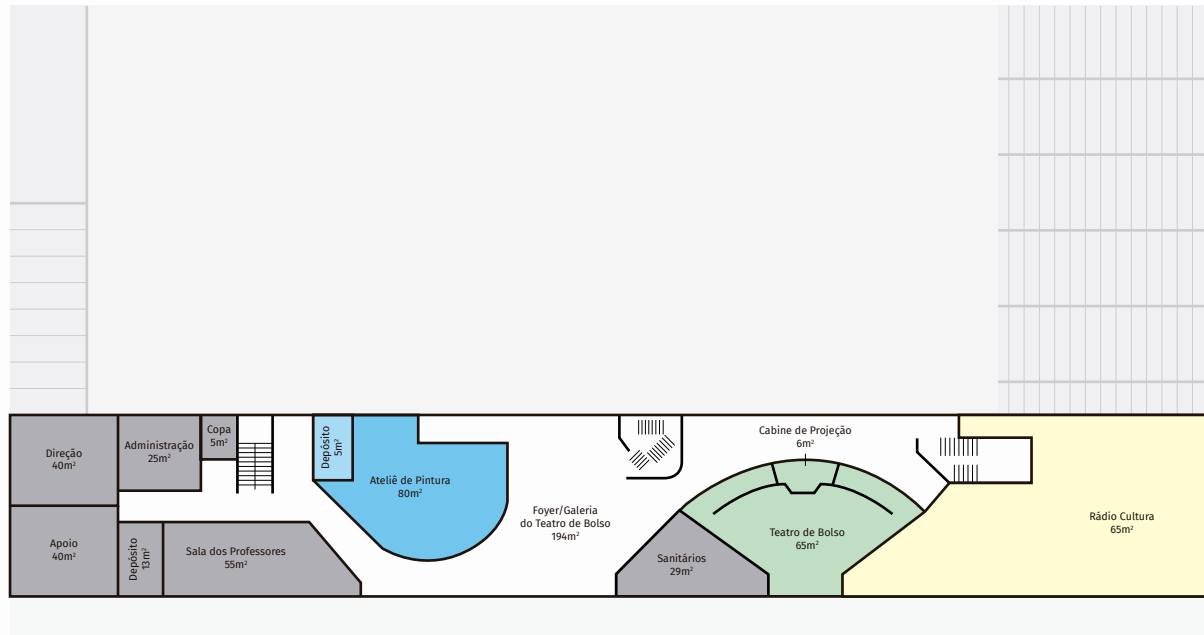 Direção
40m²
Administração
25m²
Copa
5m²
Depósito
5m²
Ateliê de Pintura
80m²
Foyer/Galeria
do Teatro de Bolso
194m²
Cabine de Projeção
6m²
Teatro de Bolso
65m²
Rádio Cultura
65m²
Apoio
40m²
Depósito
13m²
Sala dos Professores
55m²
Sanitários
29m²